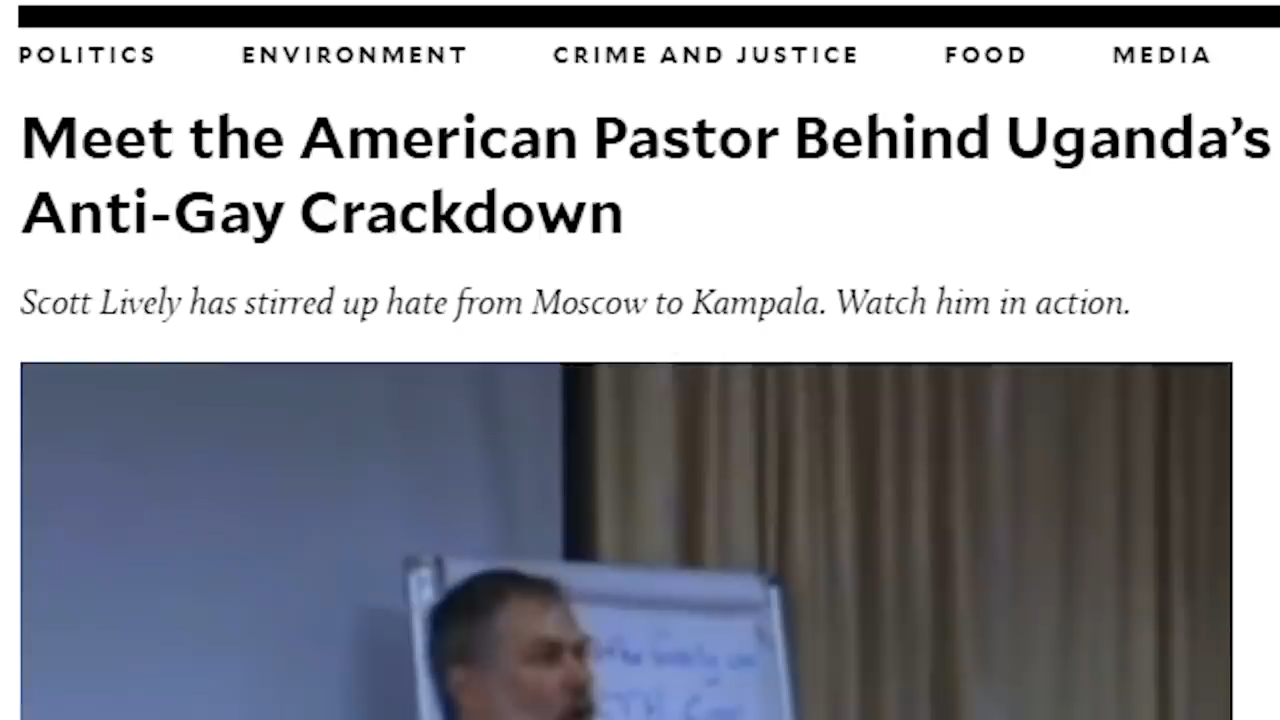 POLITICS ENVIRONMENT CRIME AND JUSTICE FOOD MEDIA
Meet the American Pastor Behind Uganda’s
Anti-Gay Crackdown
Scott Lively has stirred up hate from Moscow to Kampala. Watch him in action.